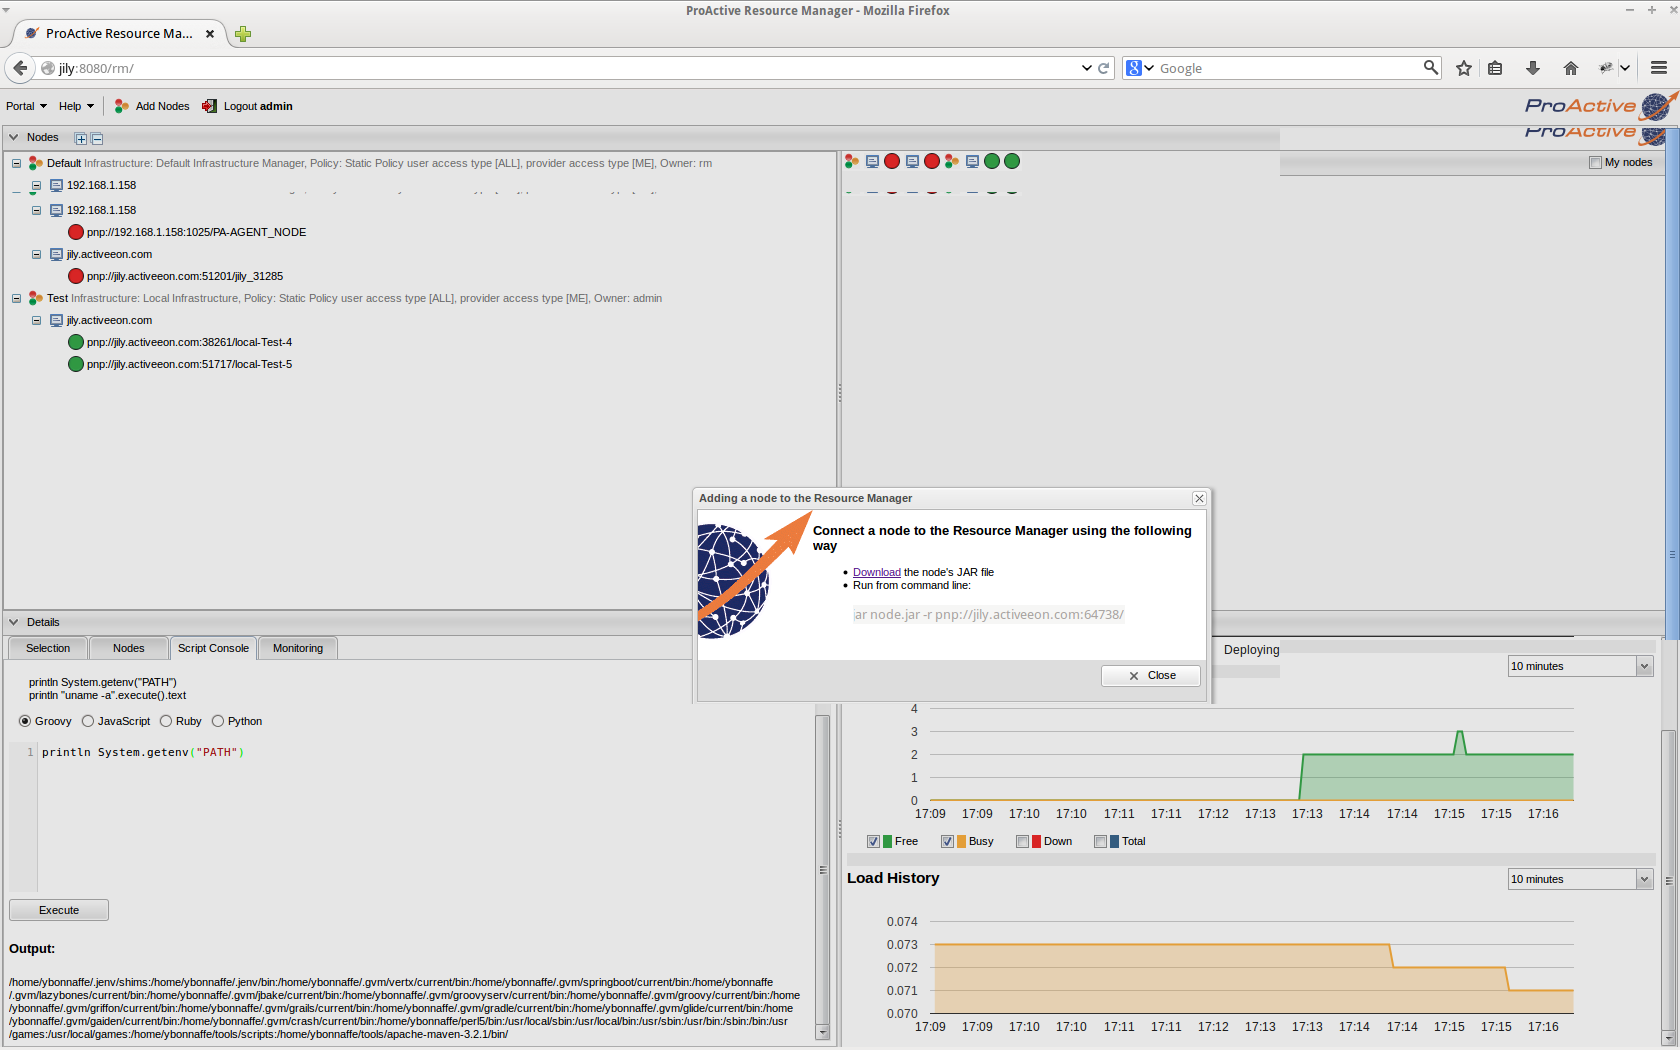 ProActive Resource Manager - Mozilla Firefox
ProActive Resource Ma...
jily:8080/rm/
Google
Portal
Help
Add Nodes
Logout admin
ProActive
ProActive
Nodes
Default Infrastructure: Default Infrastructure Manager, Policy: Static Policy user access type [ALL], provider access type [ME], Owner: rm
My nodes
192.168.1.158
192.168.1.158
pnp://192.168.1.158:1025/PA-AGENT_NODE
jily.activeeon.com
pnp://jily.activeeon.com:51201/jily_31285
Test Infrastructure: Local Infrastructure, Policy: Static Policy user access type [ALL], provider access type [ME], Owner: admin
jily.activeeon.com
pnp://jily.activeeon.com:38261/local-Test-4
pnp://jily.activeeon.com:51717/local-Test-5
Adding a node to the Resource Manager
Connect a node to the Resource Manager using the following
way
Download the node's JAR file
Run from command line:
ar node.jar -r pnp://jily.activeeon.com:64738/
Close
Details
Selection
Nodes
Script Console
Monitoring
println System.getenv("PATH")
println "uname -a".execute().text
Groovy
JavaScript
Ruby
Python
1 println System.getenv("PATH")
Execute
Output:
/home/ybonnaffe/.jenv/shims:/home/ybonnaffe/.jenv/bin:/home/ybonnaffe/.gvm/vertx/current/bin:/home/ybonnaffe/.gvm/springboot/current/bin:/home/ybonnaffe
/.gvm/lazybones/current/bin:/home/ybonnaffe/.gvm/jbake/current/bin:/home/ybonnaffe/.gvm/groovyserv/current/bin:/home/ybonnaffe/.gvm/groovy/current/bin:/home
/ybonnaffe/.gvm/griffon/current/bin:/home/ybonnaffe/.gvm/grails/current/bin:/home/ybonnaffe/.gvm/gradle/current/bin:/home/ybonnaffe/.gvm/glide/current/bin:/home
/ybonnaffe/.gvm/gaiden/current/bin:/home/ybonnaffe/.gvm/crash/current/bin:/home/ybonnaffe/perl5/bin:/usr/local/sbin:/usr/local/bin:/usr/sbin:/usr/bin:/sbin:/bin:/usr
/games:/usr/local/games:/home/ybonnaffe/tools/scripts:/home/ybonnaffe/tools/apache-maven-3.2.1/bin/
Deploying
10 minutes
4
3
2
1
0
17:09 17:09 17:10 17:10 17:11 17:11 17:12 17:12 17:13 17:13 17:14 17:14 17:15 17:15 17:16
Free
Busy
Down
Total
Load History
10 minutes
0.074
0.073
0.072
0.071
0.070
17:09 17:09 17:10 17:10 17:11 17:11 17:12 17:12 17:13 17:13 17:14 17:14 17:15 17:15 17:16